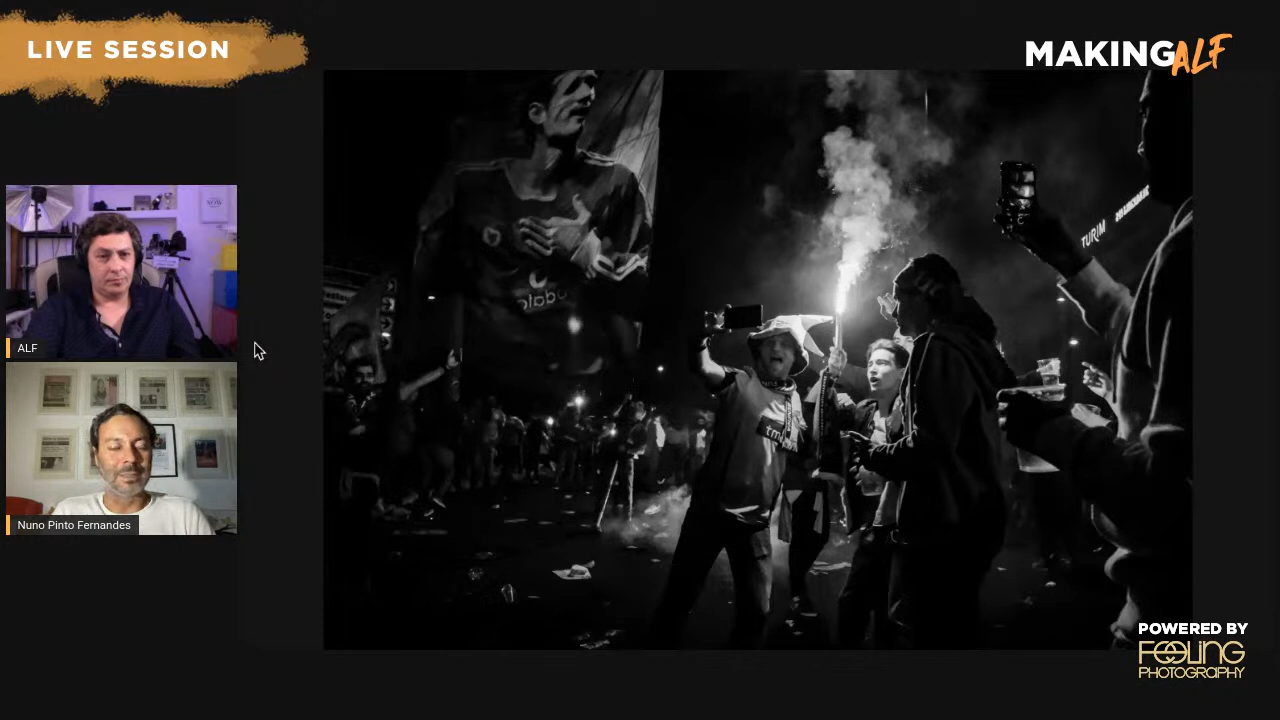 LIVE SESSION
MAKINGALF
TURIM
ALF
Nuno Pinto Fernandes
POWERED BY
FEELING
PHOTOGRAPHY